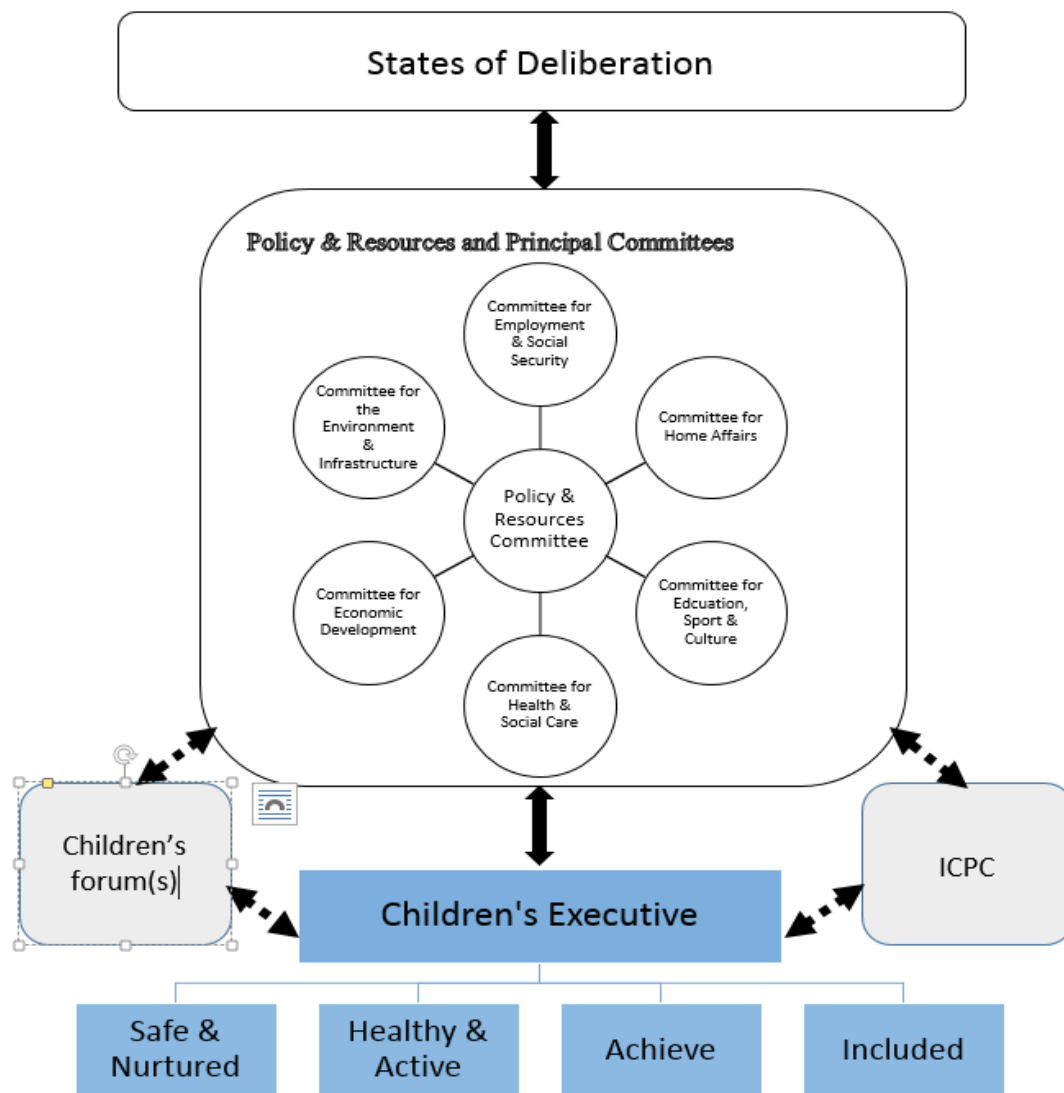 States of Deliberation
Policy & Resources and Principal Committees
Committee for
Employment
& Social
Security
Committee for
the
Environment
&
Infrastructure
Committee for
Home Affairs
Policy &
Resources
Committee
Committee for
Economic
Development
Committee for
Edcuation,
Sport &
Culture
Committee for
Health &
Social Care
Children’s
forum(s)
ICPC
Children's Executive
Safe &
Nurtured
Healthy &
Active
Achieve
Included